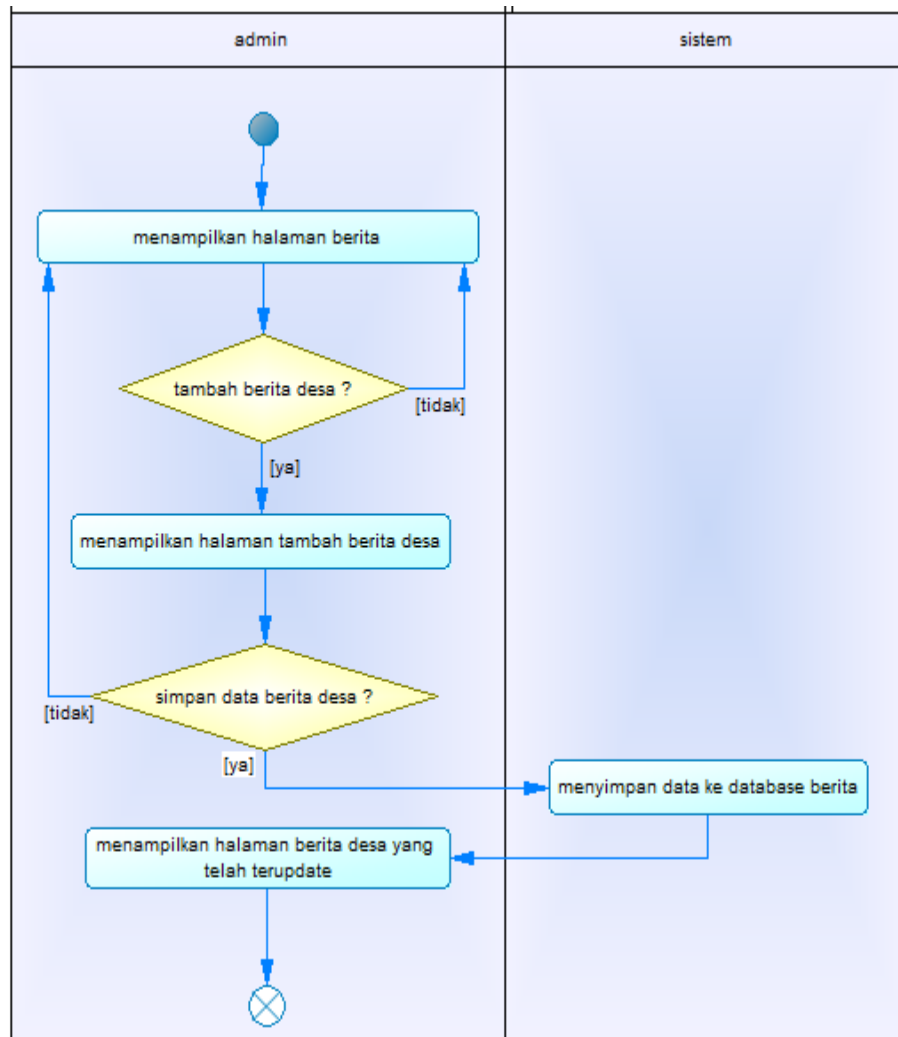 admin
sistem
menampilkan halaman berita
tambah berita desa ?
[tidak]
[ya]
menampilkan halaman tambah berita desa
simpan data berita desa ?
[tidak]
[ya]
menyimpan data ke database berita
menampilkan halaman berita desa yang
telah terupdate